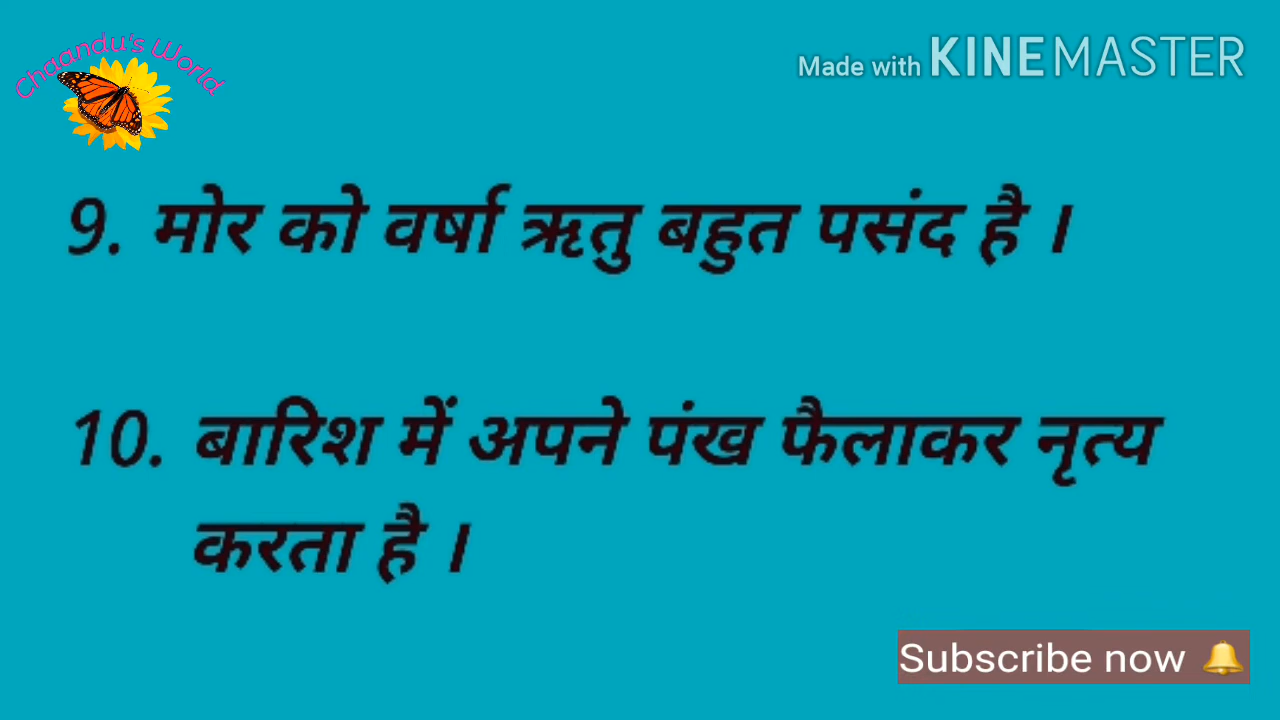 Chaandu's World
Made with KINEMASTER
9. मोर को वर्षा ऋतु बहुत पसंद है ।
10. बारिश में अपने पंख फैलाकर नृत्य
करता है ।
Subscribe now 🔔